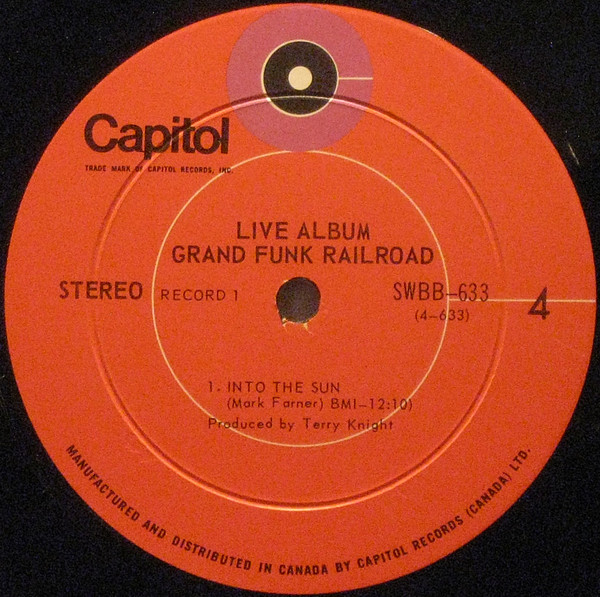 Capitol
TRADE MARK OF CAPITOL RECORDS, INC.
LIVE ALBUM
GRAND FUNK RAILROAD
STEREO RECORD 1 SWBB-633 4
(4-633)
1. INTO THE SUN
(Mark Farner) BMI-12:10)
Produced by Terry Knight
MANUFACTURED AND DISTRIBUTED IN CANADA BY CAPITOL RECORDS (CANADA) LTD.